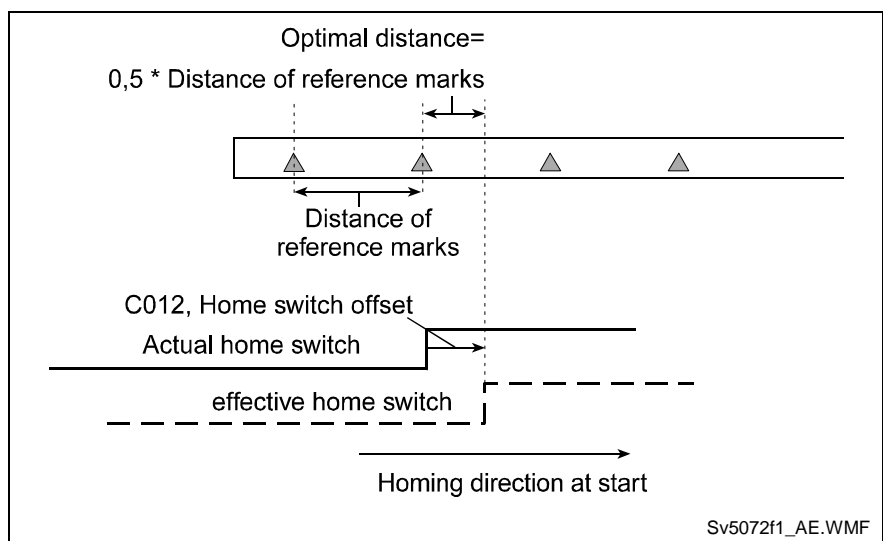 Optimal distance=
0,5 * Distance of reference marks
Distance of
reference marks
C012, Home switch offset
Actual home switch
effective home switch
Homing direction at start
Sv5072f1_AE.WMF